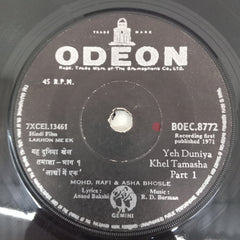 TRADE MARK
ODEON
Regd. Trade Mark of The Gramophone Co. Ltd.
45 R.P.M.
7XCEI.13461
BOEC.8772
Hindi Film
LAKHON ME EK
Recording first
published 1971
यह दुनिया खेल
तमाशा - भाग १
"लाखों में एक"
Yeh Duniya
Khel Tamasha
Part 1
MOHD. RAFI & ASHA BHOSLE
Lyrics :
Anand Bakshi
Music :
R. D. Burman
GEMINI